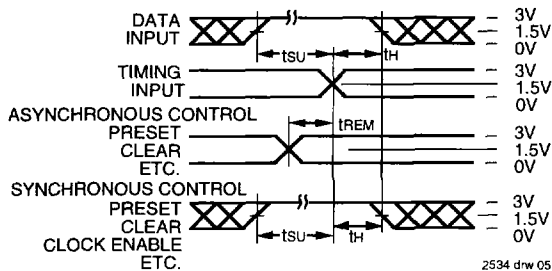 DATA
INPUT
3V
1.5V
0V
tSU
tH
TIMING
INPUT
3V
1.5V
0V
ASYNCHRONOUS CONTROL
PRESET
CLEAR
ETC.
tREM
3V
1.5V
0V
SYNCHRONOUS CONTROL
PRESET
CLEAR
CLOCK ENABLE
ETC.
tSU
tH
3V
1.5V
0V
2534 drw 05